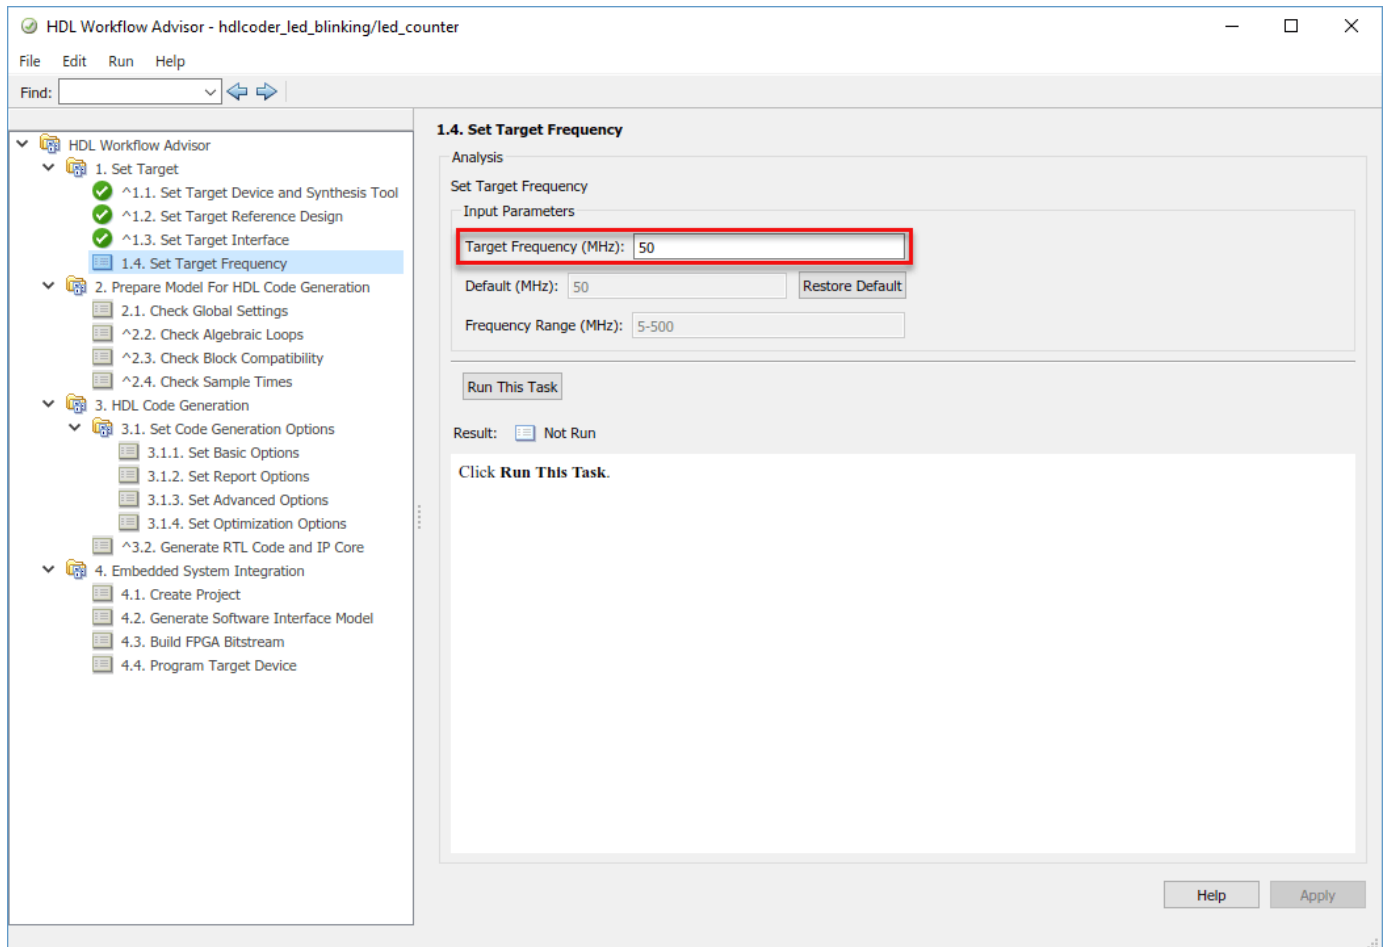 HDL Workflow Advisor - hdlcoder_led_blinking/led_counter
File Edit Run Help
Find:
HDL Workflow Advisor
1. Set Target
^1.1. Set Target Device and Synthesis Tool
^1.2. Set Target Reference Design
^1.3. Set Target Interface
1.4. Set Target Frequency
2. Prepare Model For HDL Code Generation
2.1. Check Global Settings
^2.2. Check Algebraic Loops
^2.3. Check Block Compatibility
^2.4. Check Sample Times
3. HDL Code Generation
3.1. Set Code Generation Options
3.1.1. Set Basic Options
3.1.2. Set Report Options
3.1.3. Set Advanced Options
3.1.4. Set Optimization Options
^3.2. Generate RTL Code and IP Core
4. Embedded System Integration
4.1. Create Project
4.2. Generate Software Interface Model
4.3. Build FPGA Bitstream
4.4. Program Target Device
1.4. Set Target Frequency
Analysis
Set Target Frequency
Input Parameters
Target Frequency (MHz): 50
Default (MHz): 50 Restore Default
Frequency Range (MHz): 5-500
Run This Task
Result: Not Run
Click Run This Task.
Help Apply